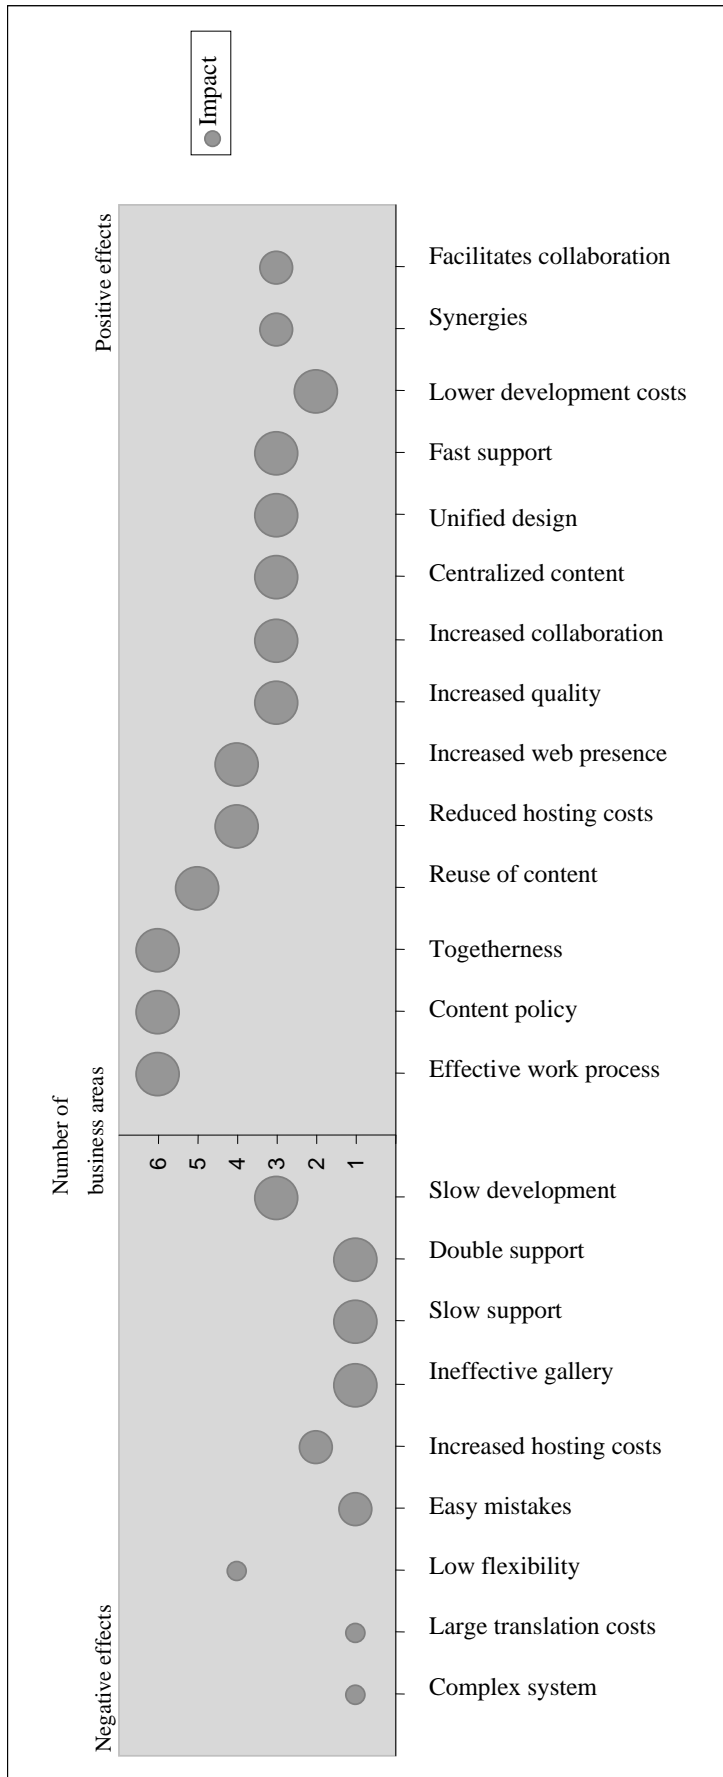 Impact
Positive effects
Facilitates collaboration
Synergies
Lower development costs
Fast support
Unified design
Centralized content
Increased collaboration
Increased quality
Increased web presence
Reduced hosting costs
Reuse of content
Togetherness
Content policy
Effective work process
Number of
business areas
6
5
4
3
2
1
Slow development
Double support
Slow support
Ineffective gallery
Increased hosting costs
Easy mistakes
Low flexibility
Large translation costs
Complex system
Negative effects